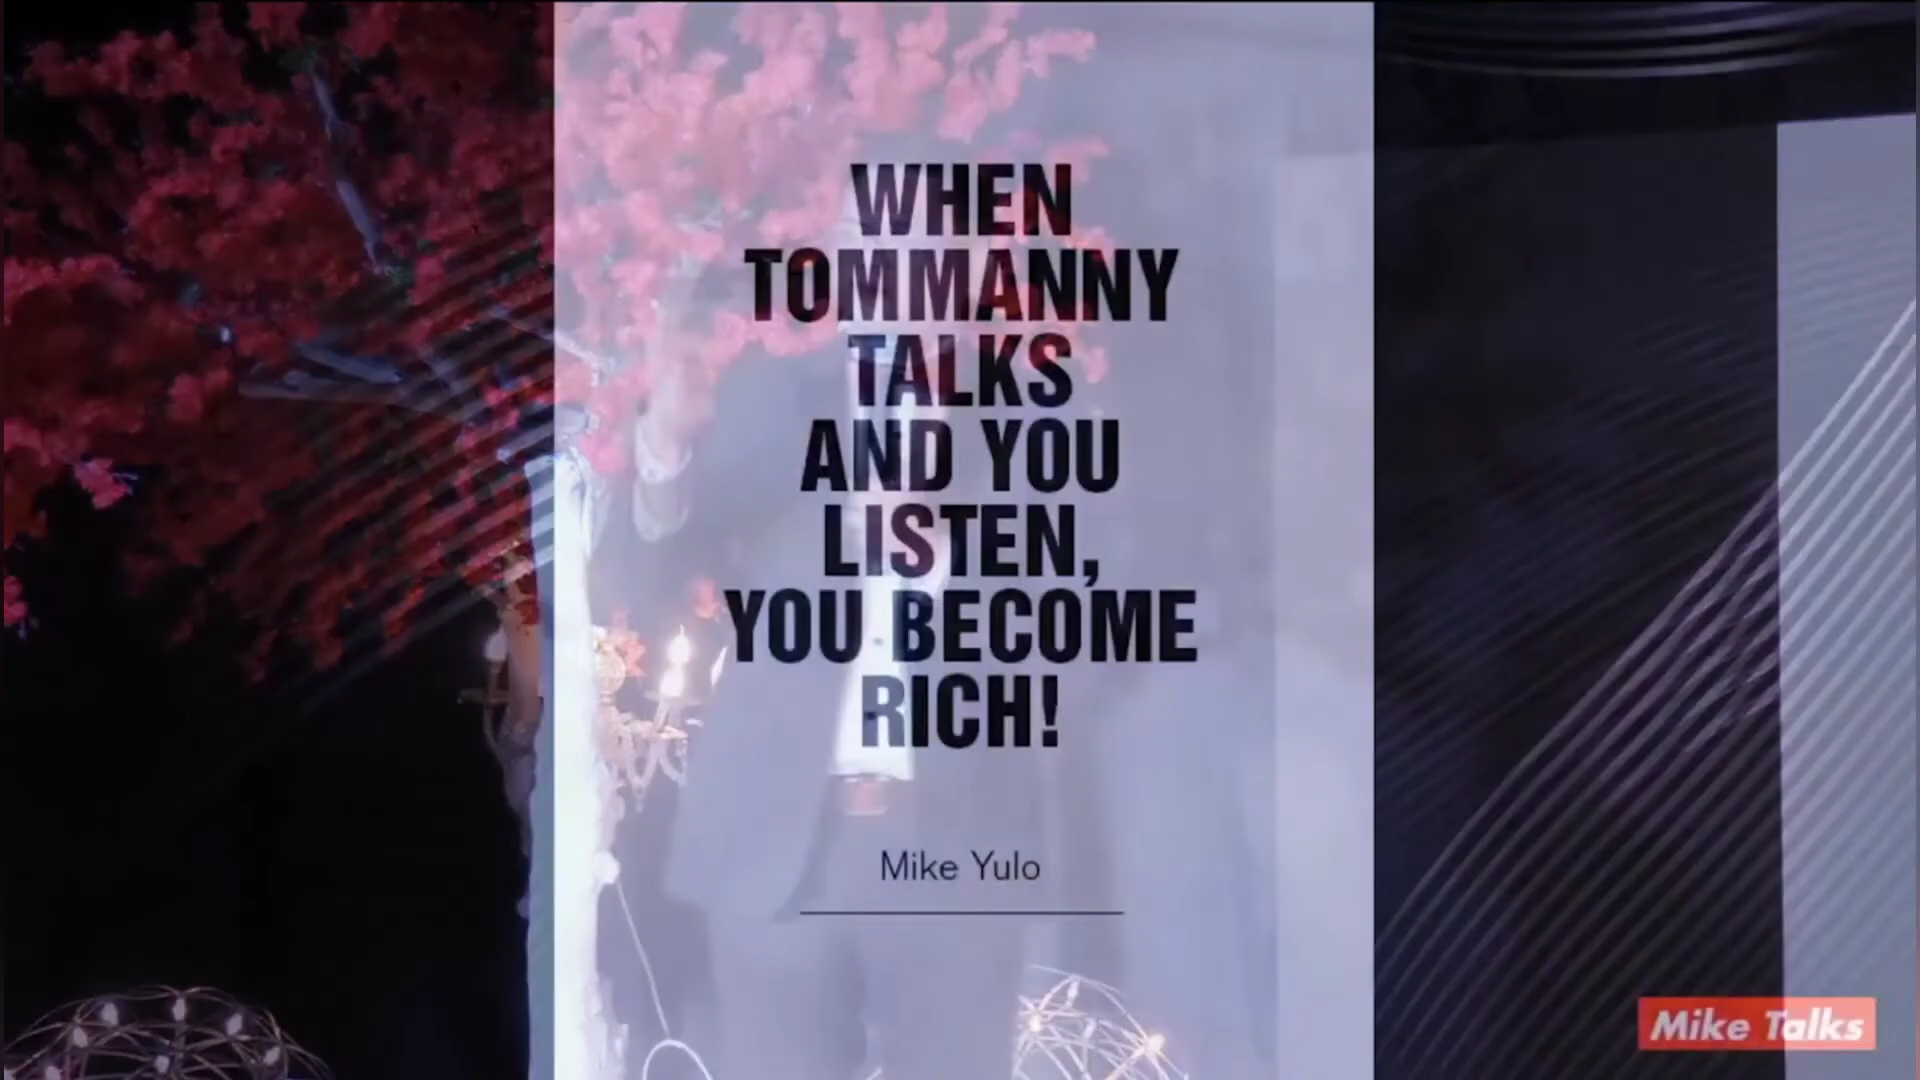 WHEN
TOMMANNY
TALKS
AND YOU
LISTEN,
YOU BECOME
RICH!
Mike Yulo
Mike Talks